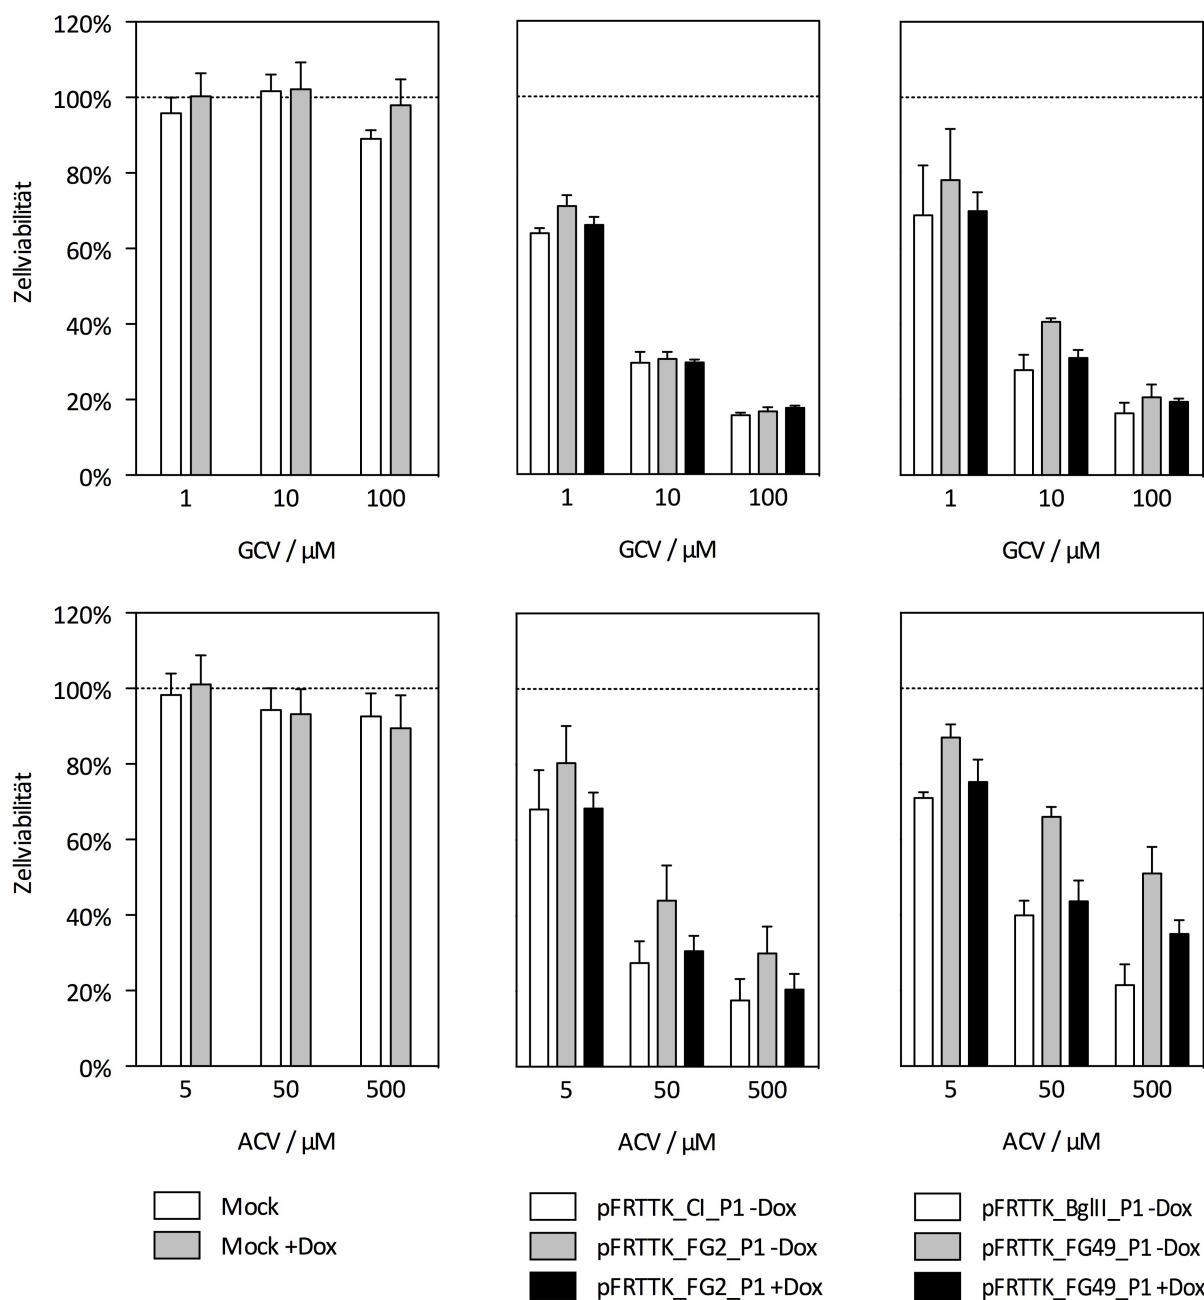 120%
100%
80%
60%
40%
20%
0%
Zellviabilität
1 10 100
GCV / µM
1 10 100
GCV / µM
1 10 100
GCV / µM
120%
100%
80%
60%
40%
20%
0%
Zellviabilität
5 50 500
ACV / µM
5 50 500
ACV / µM
5 50 500
ACV / µM
Mock
Mock +Dox
pFRTTK_CI_P1 -Dox
pFRTTK_FG2_P1 -Dox
pFRTTK_FG2_P1 +Dox
pFRTTK_BglII_P1 -Dox
pFRTTK_FG49_P1 -Dox
pFRTTK_FG49_P1 +Dox